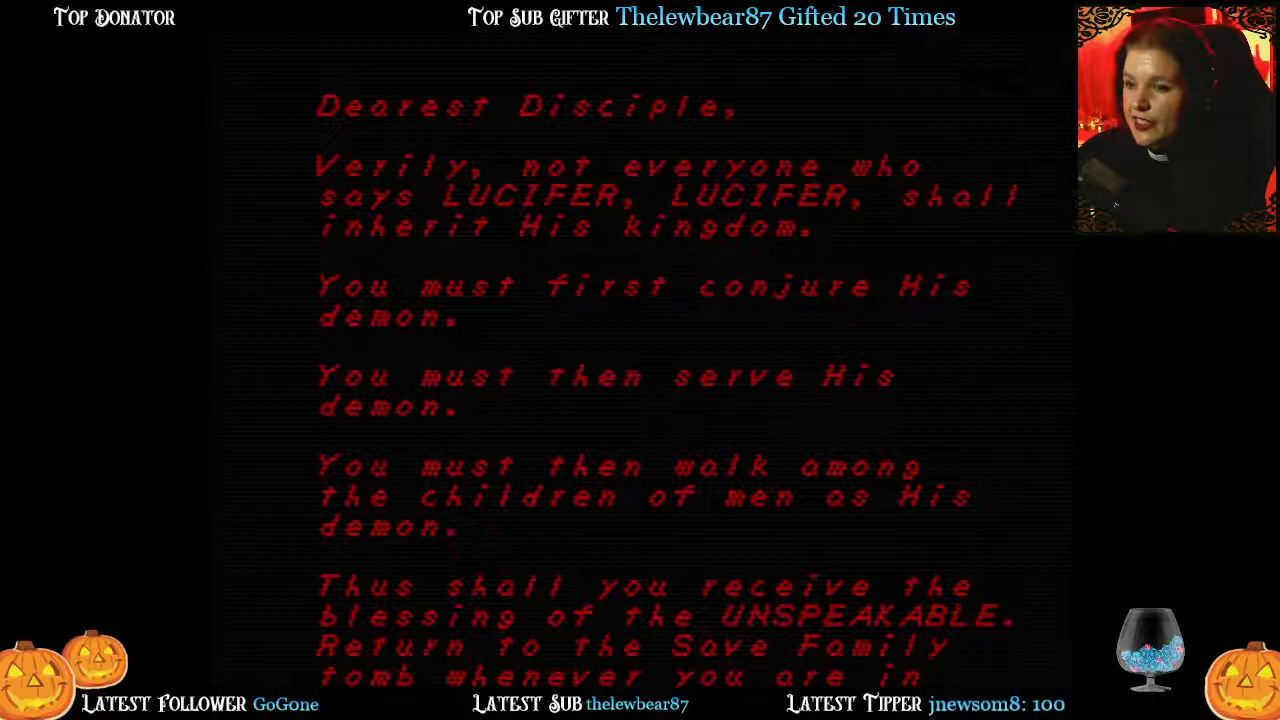 Top Donator
Top Sub Gifter Thelewbear87 Gifted 20 Times
Dearest Disciple,
Verily, not everyone who
says LUCIFER, LUCIFER, shall
inherit His kingdom.
You must first conjure His
demon.
You must then serve His
demon.
You must then walk among
the children of men as His
demon.
Thus shall you receive the
blessing of the UNSPEAKABLE.
Return to the Save Family
tomb whenever you are in
Latest Follower GoGone
Latest Sub thelewbear87
Latest Tipper jnewsom8: 100